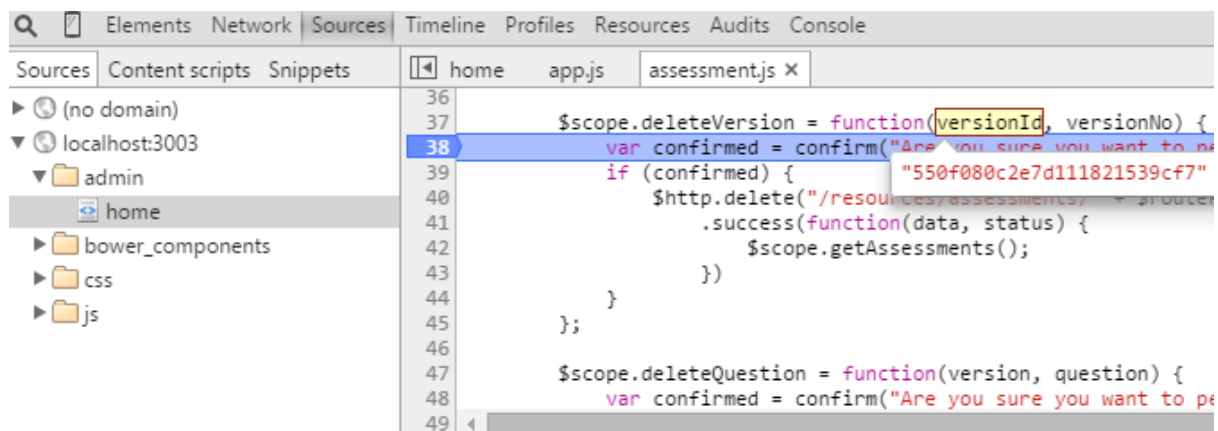 Elements Network Sources Timeline Profiles Resources Audits Console
Sources Content scripts Snippets
home app.js assessment.js ×
(no domain)
localhost:3003
admin
home
bower_components
css
js
36
37 $scope.deleteVersion = function(versionId, versionNo) {
38 var confirmed = confirm("Are you sure you want to pe
"550f080c2e7d111821539cf7"
39 if (confirmed) {
40 $http.delete("/resources/assessments/" + $route
41 .success(function(data, status) {
42 $scope.getAssessments();
43 })
44 }
45 };
46
47 $scope.deleteQuestion = function(version, question) {
48 var confirmed = confirm("Are you sure you want to pe
49